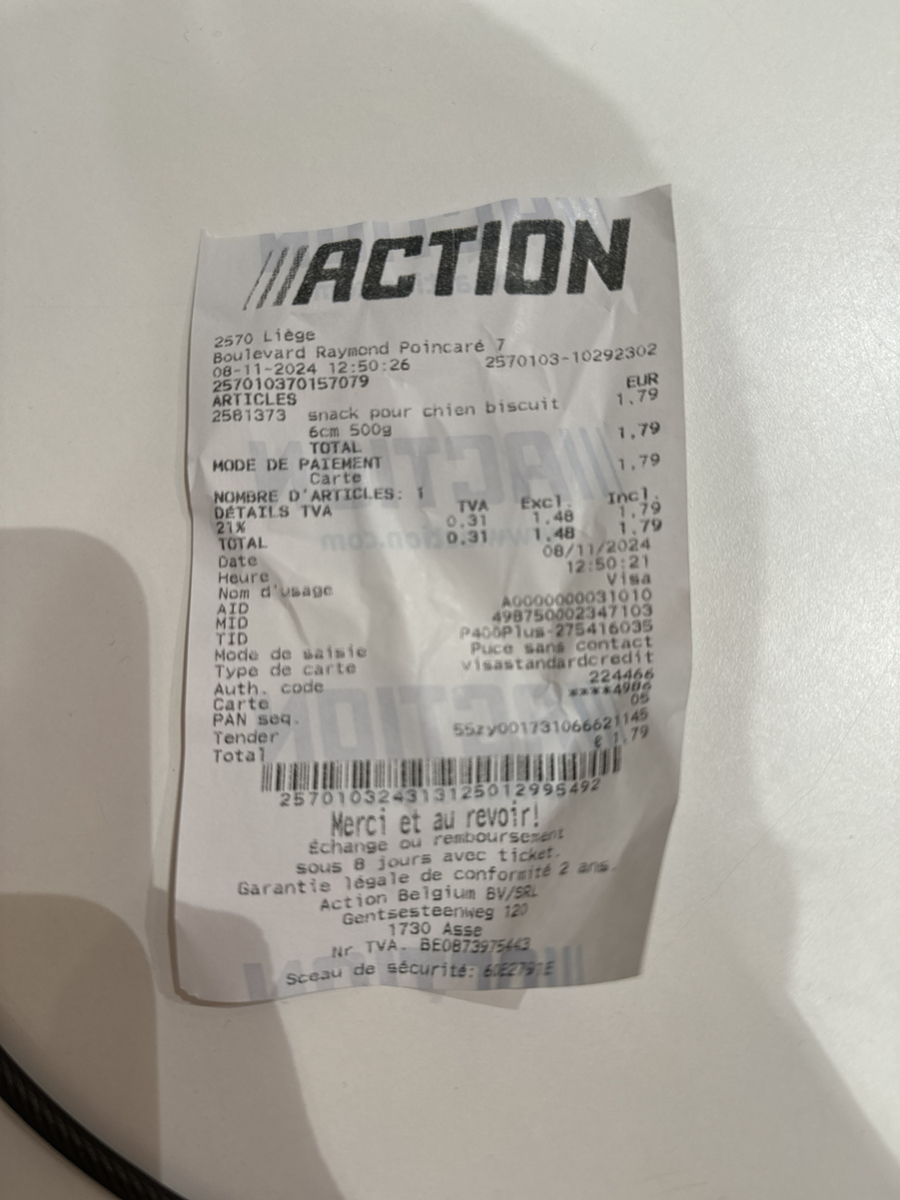 ///ACTION
2570 Liège
Boulevard Raymond Poincaré 7
08-11-2024 12:50:26 2570103-10292302
257010370157079
ARTICLES EUR
2581373 snack pour chien biscuit 1,79
6cm 500g
TOTAL 1,79
MODE DE PAIEMENT
Carte 1,79
NOMBRE D'ARTICLES: 1
DÉTAILS TVA TVA Excl. Incl.
21% 0,31 1,48 1,79
TOTAL 0,31 1,48 1,79
Date 08/11/2024
Heure 12:50:21
Nom d'usage Visa
AID A0000000031010
MID 498750002347103
TID P400Plus-275416035
Mode de saisie Puce sans contact
Type de carte visastandardcredit
Auth. code 224466
Carte ****4906
PAN seq. 05
Tender 55zy001731066621145
Total € 1,79
257010324313125012995492
Merci et au revoir!
Échange ou remboursement
sous 8 jours avec ticket.
Garantie légale de conformité 2 ans.
Action Belgium BV/SRL
Gentsesteenweg 120
1730 Asse
Nr TVA. BE0873975443
Sceau de sécurité: